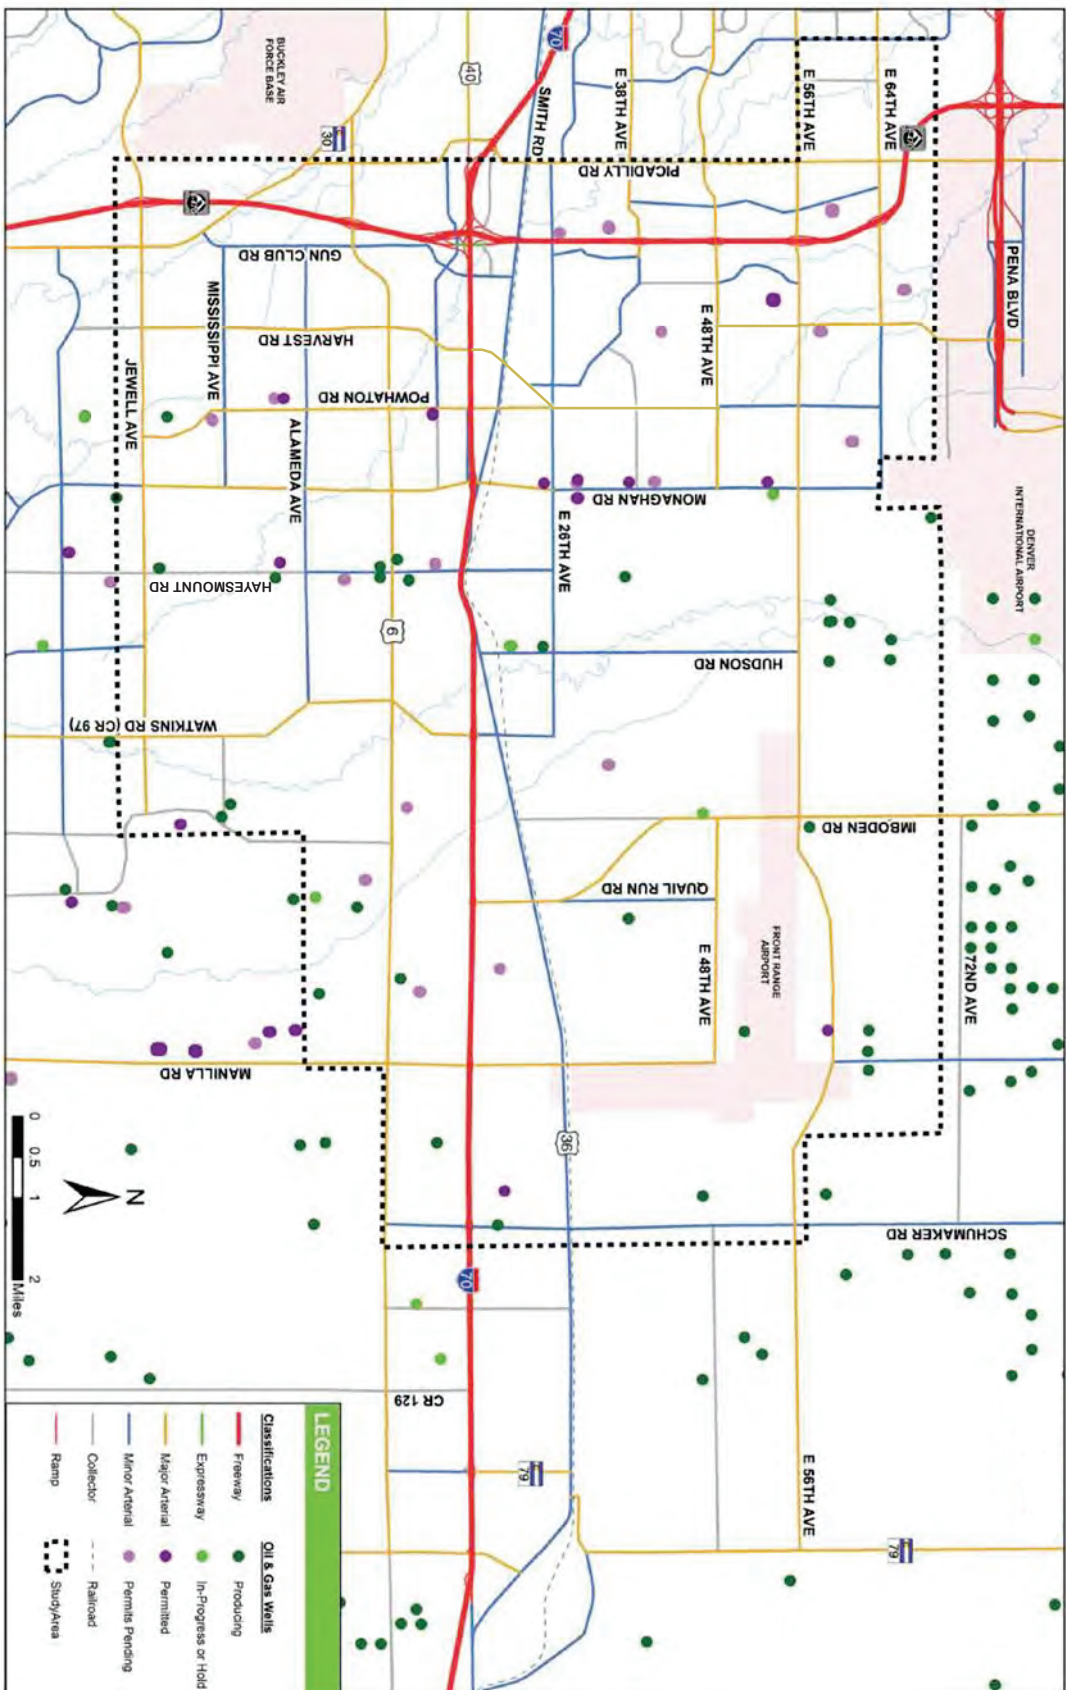 BUCKLEY AIR
FORCE BASE
30
40
70
SMITH RD
E 38TH AVE
E 56TH AVE
E 64TH AVE
PICADILLY RD
PENA BLVD
GUN CLUB RD
MISSISSIPPI AVE
HARVEST RD
JEWELL AVE
POWHATON RD
ALAMEDA AVE
E 48TH AVE
MONAGHAN RD
E 26TH AVE
DENVER
INTERNATIONAL AIRPORT
HAYESMOUNT RD
6
HUDSON RD
WATKINS RD (CR 97)
IMBODEN RD
QUAIL RUN RD
FRONT RANGE
AIRPORT
E 48TH AVE
72ND AVE
MANILLA RD
36
SCHUMAKER RD
70
CR 129
79
E 56TH AVE
79
N
0 0.5 1 2
Miles
LEGEND
Classifications
Freeway
Expressway
Major Arterial
Minor Arterial
Collector
Ramp
Oil & Gas Wells
Producing
In-Progress or Hold
Permitted
Permits Pending
Railroad
StudyArea